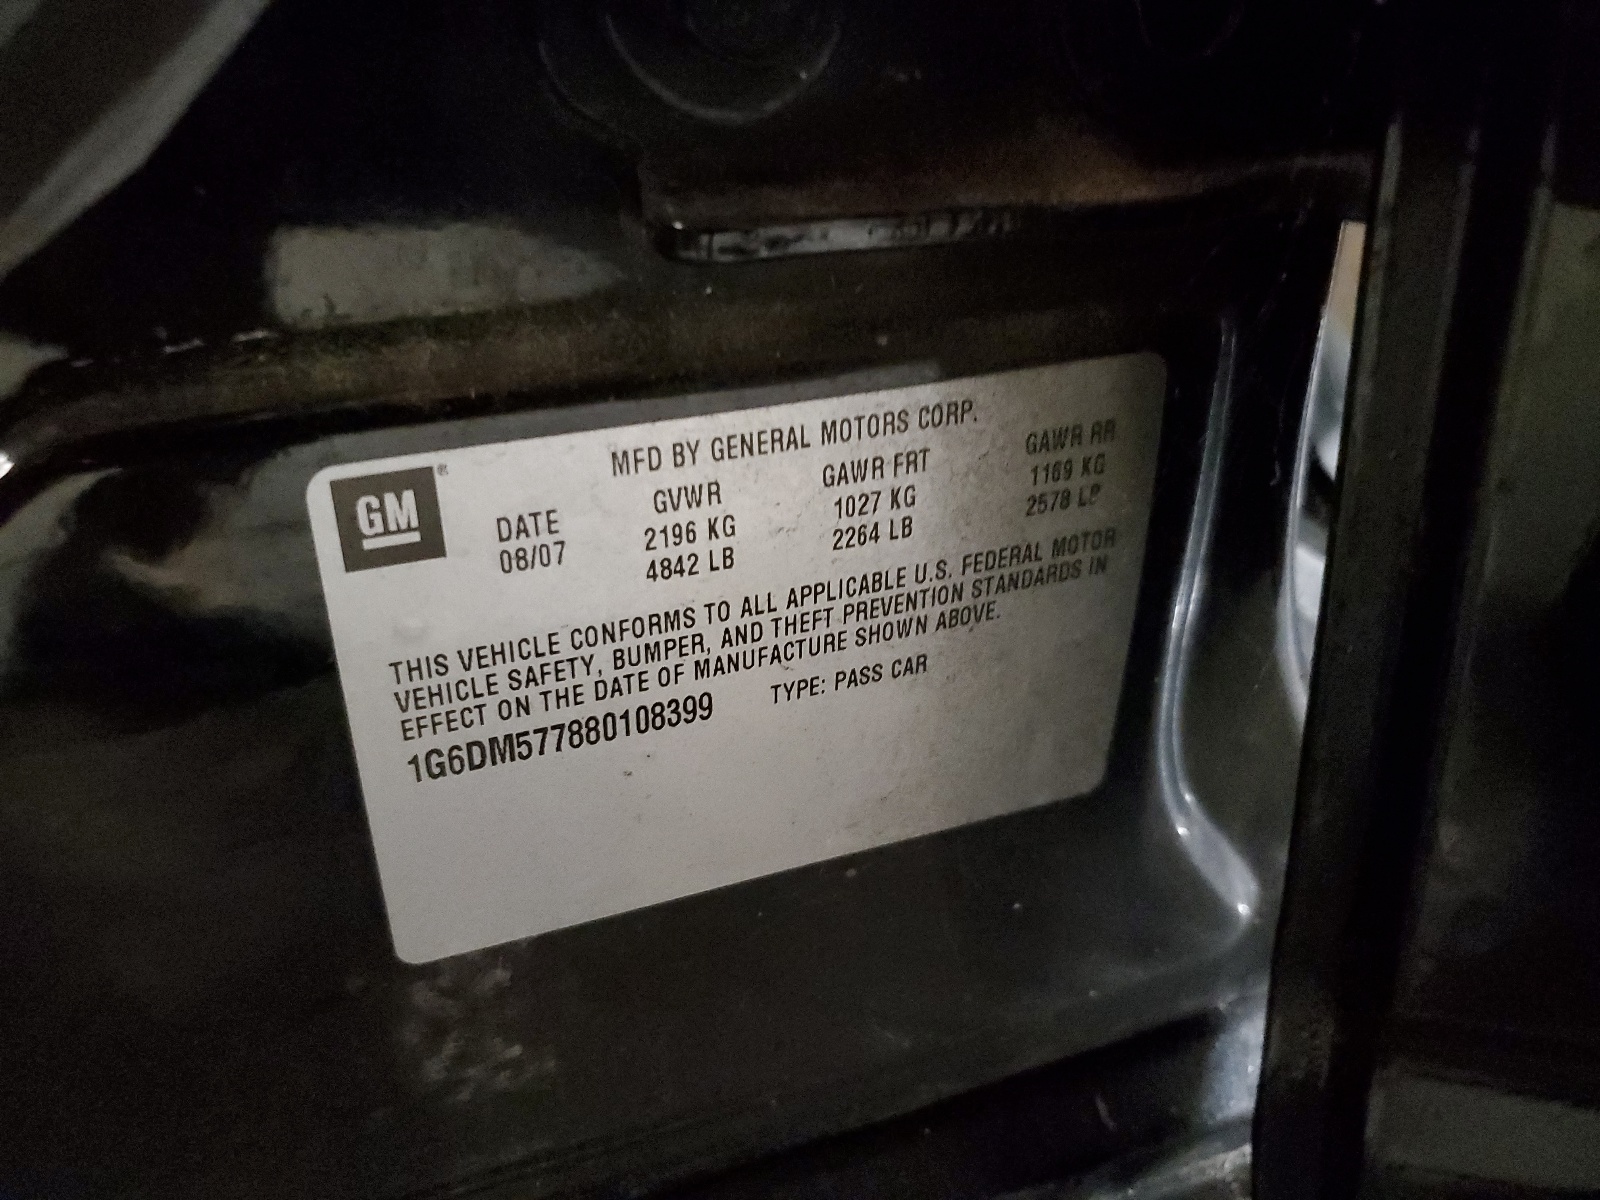 MFD BY GENERAL MOTORS CORP.
GM ®
DATE GVWR GAWR FRT GAWR RR
08/07 2196 KG 1027 KG 1169 KG
4842 LB 2264 LB 2578 LB
THIS VEHICLE CONFORMS TO ALL APPLICABLE U.S. FEDERAL MOTOR
VEHICLE SAFETY, BUMPER, AND THEFT PREVENTION STANDARDS IN
EFFECT ON THE DATE OF MANUFACTURE SHOWN ABOVE.
1G6DM577880108399 TYPE: PASS CAR